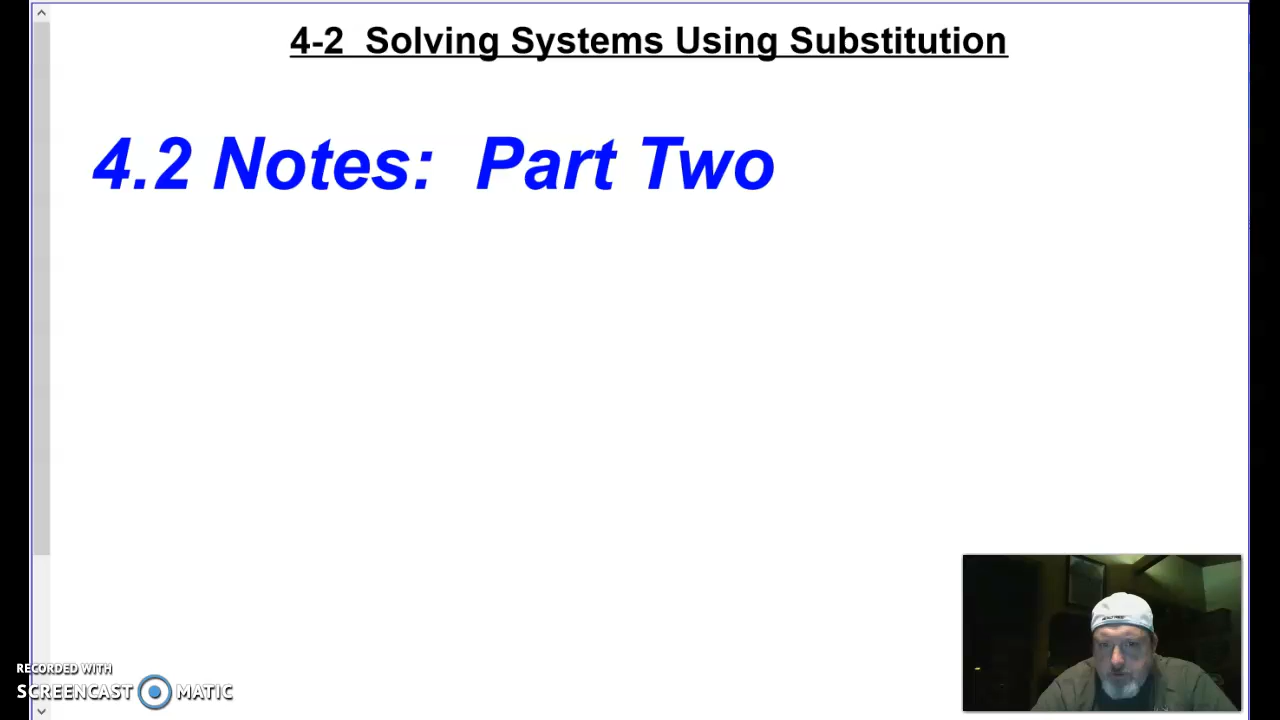 4-2  Solving Systems Using Substitution
4.2 Notes:  Part Two
RECORDED WITH
SCREENCAST MATIC